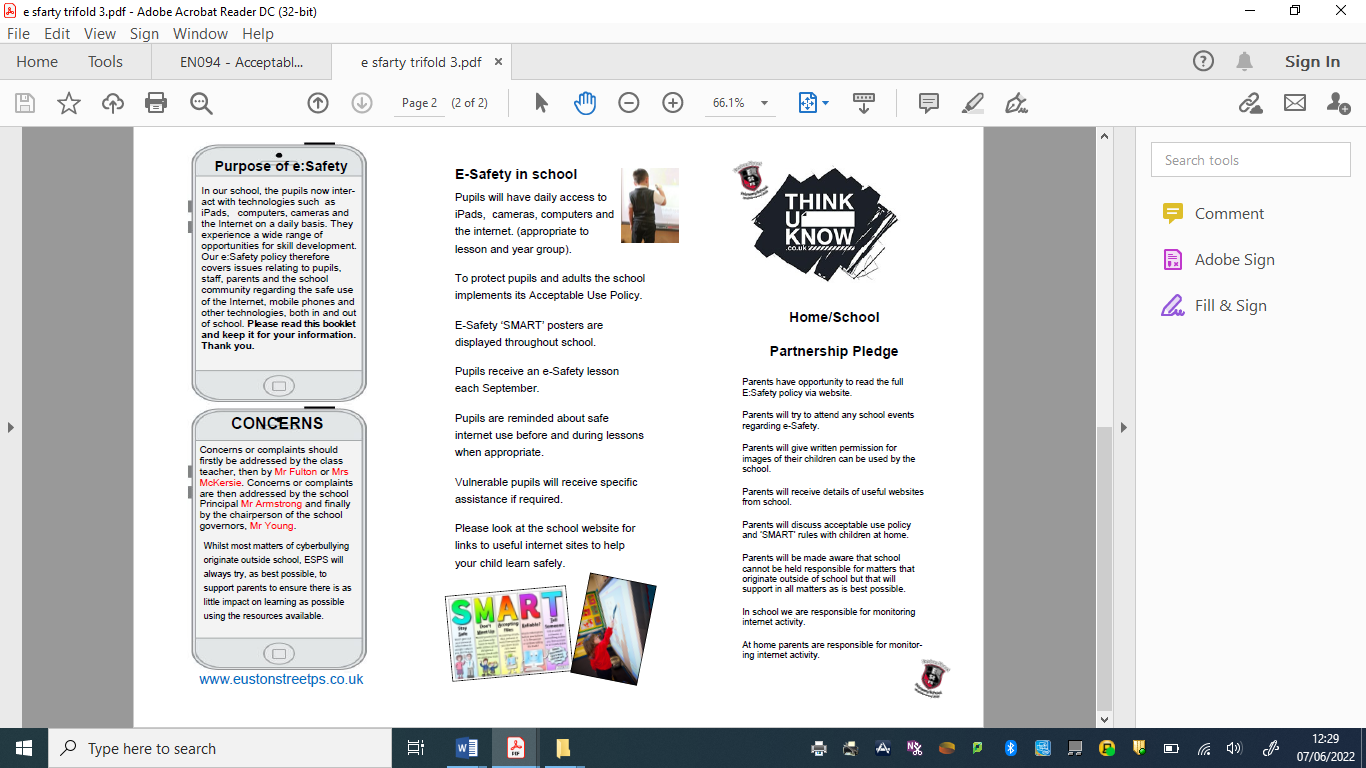 e sfarty trifold 3.pdf - Adobe Acrobat Reader DC (32-bit)
File Edit View Sign Window Help
Home Tools EN094 - Acceptabl... e sfarty trifold 3.pdf × Sign In
Page 2 (2 of 2) 66.1%
Purpose of e:Safety
In our school, the pupils now inter-
act with technologies such as
iPads, computers, cameras and
the Internet on a daily basis. They
experience a wide range of
opportunities for skill development.
Our e:Safety policy therefore
covers issues relating to pupils,
staff, parents and the school
community regarding the safe use
of the Internet, mobile phones and
other technologies, both in and out
of school. Please read this booklet
and keep it for your information.
Thank you.
CONCERNS
Concerns or complaints should
firstly be addressed by the class
teacher, then by Mr Fulton or Mrs
McKersie. Concerns or complaints
are then addressed by the school
Principal Mr Armstrong and finally
by the chairperson of the school
governors, Mr Young.
Whilst most matters of cyberbullying
originate outside school, ESPS will
always try, as best possible, to
support parents to ensure there is as
little impact on learning as possible
using the resources available.
www.eustonstreetps.co.uk
E-Safety in school
Pupils will have daily access to
iPads, cameras, computers and
the internet. (appropriate to
lesson and year group).
To protect pupils and adults the school
implements its Acceptable Use Policy.
E-Safety ‘SMART’ posters are
displayed throughout school.
Pupils receive an e-Safety lesson
each September.
Pupils are reminded about safe
internet use before and during lessons
when appropriate.
Vulnerable pupils will receive specific
assistance if required.
Please look at the school website for
links to useful internet sites to help
your child learn safely.
SMART
THINK
U
KNOW
.co.uk
Home/School
Partnership Pledge
Parents have opportunity to read the full
E:Safety policy via website.
Parents will try to attend any school events
regarding e-Safety.
Parents will give written permission for
images of their children can be used by the
school.
Parents will receive details of useful websites
from school.
Parents will discuss acceptable use policy
and 'SMART' rules with children at home.
Parents will be made aware that school
cannot be held responsible for matters that
originate outside of school but that will
support in all matters as is best possible.
In school we are responsible for monitoring
internet activity.
At home parents are responsible for monitor-
ing internet activity.
Search tools
Comment
Adobe Sign
Fill & Sign
Type here to search
12:29
07/06/2022